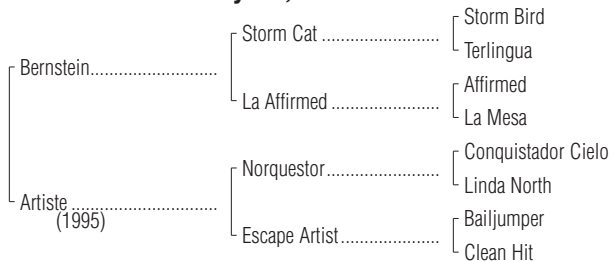 Storm Bird
Storm Cat ........................
Terlingua
Bernstein..........................
Affirmed
La Affirmed ......................
La Mesa
Conquistador Cielo
Norquestor .......................
Linda North
Artiste ..............................
(1995)
Bailjumper
Escape Artist....................
Clean Hit